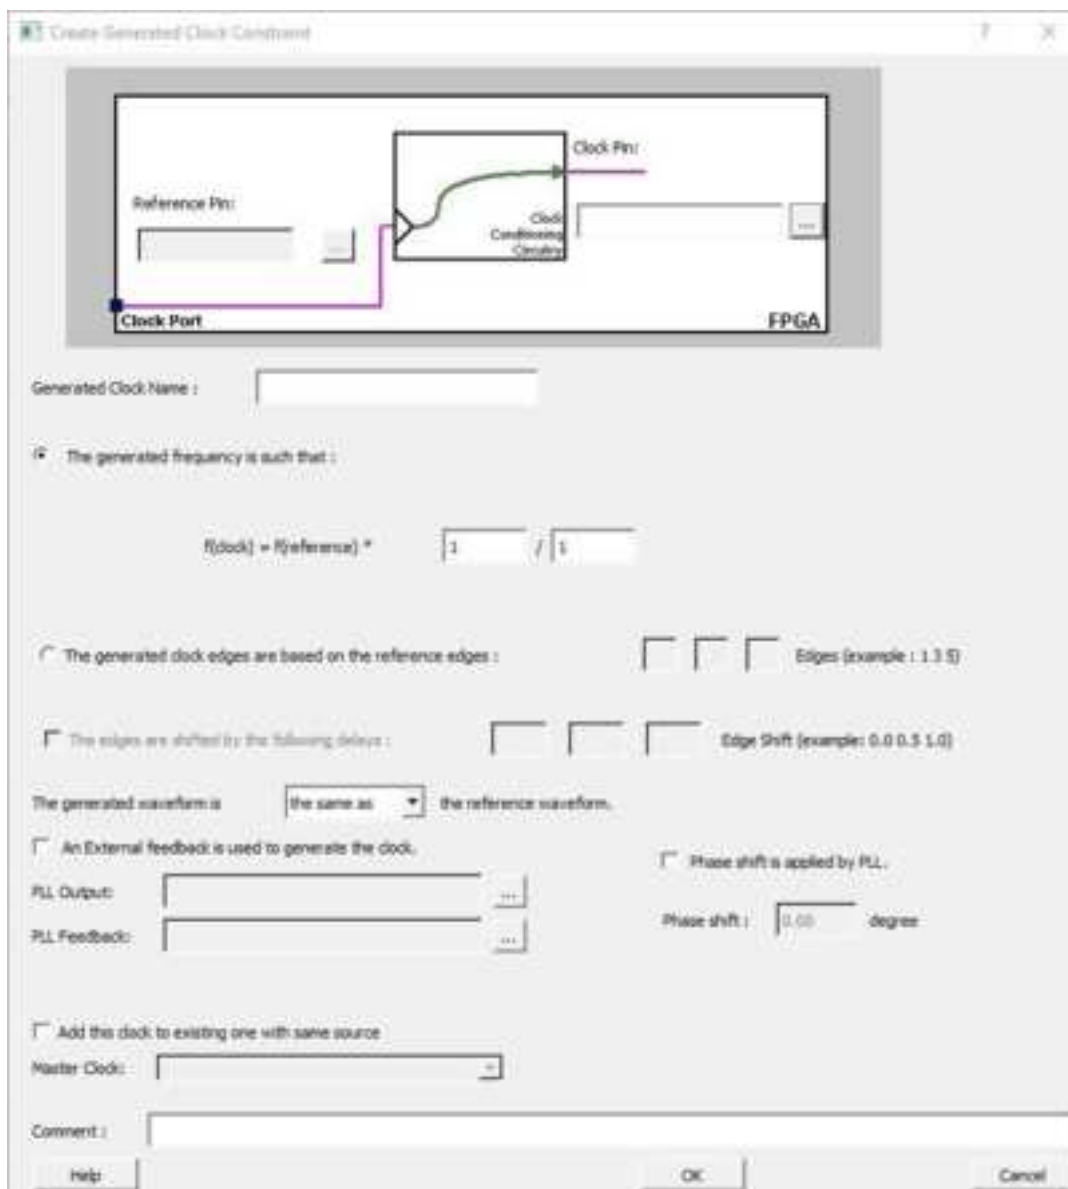 Create Generated Clock Constraint
?
Clock Pin:
Reference Pin:
...
Clock
Conditioning
Circuitry
...
Clock Port
FPGA
Generated Clock Name :
The generated frequency is such that :
f(clock) = f(reference) * 1 / 1
The generated clock edges are based on the reference edges : Edges (example : 1 3 5)
The edges are shifted by the following delays : Edge Shift (example: 0.0 0.5 1.0)
The generated waveform is the same as the reference waveform.
An External feedback is used to generate the clock.
Phase shift is applied by PLL.
PLL Output: ...
Phase shift : 0.00 degree
PLL Feedback: ...
Add this clock to existing one with same source
Master Clock:
Comment :
Help OK Cancel